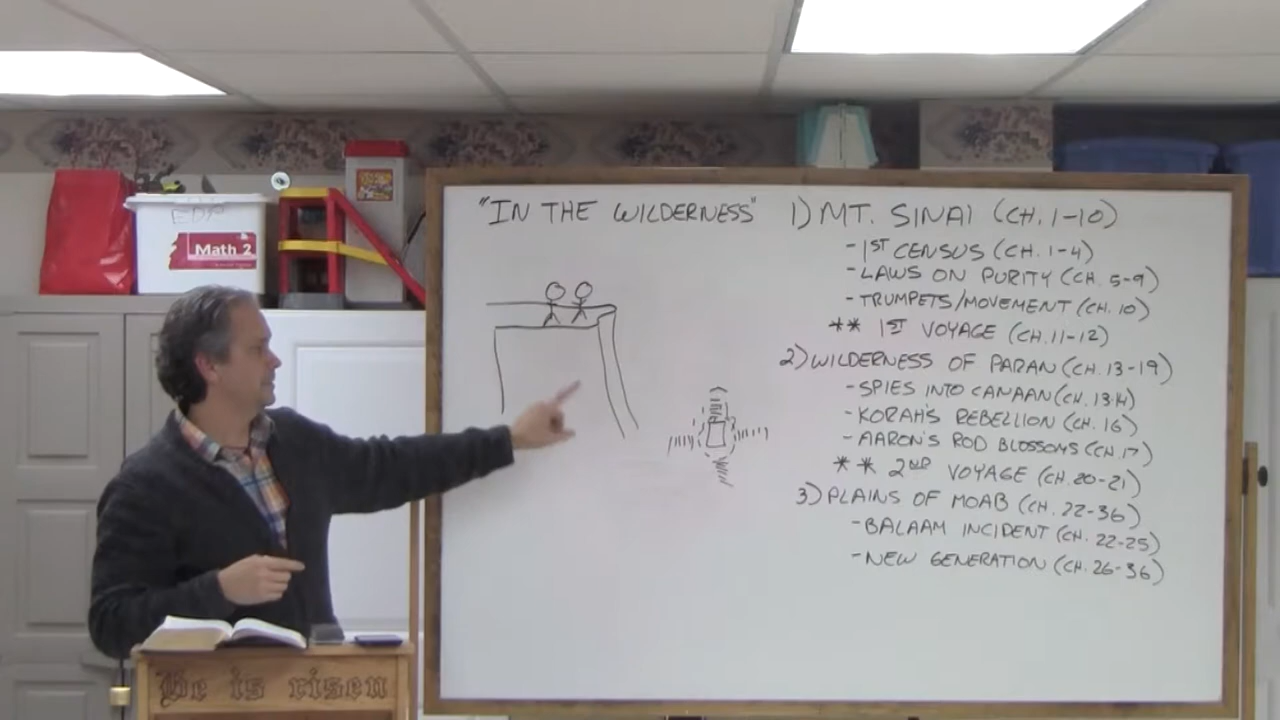 EDP
Math 2
"IN THE WILDERNESS"
1) MT. SINAI (CH. 1-10)
-1ST CENSUS (CH. 1-4)
-LAWS ON PURITY (CH. 5-9)
-TRUMPETS/MOVEMENT (CH. 10)
** 1ST VOYAGE (CH. 11-12)
2) WILDERNESS OF PARAN (CH. 13-19)
-SPIES INTO CANAAN (CH. 13-14)
-KORAH'S REBELLION (CH. 16)
-AARON'S ROD BLOSSOMS (CH. 17)
** 2ND VOYAGE (CH. 20-21)
3) PLAINS OF MOAB (CH. 22-36)
-BALAAM INCIDENT (CH. 22-25)
-NEW GENERATION (CH. 26-36)
He is risen